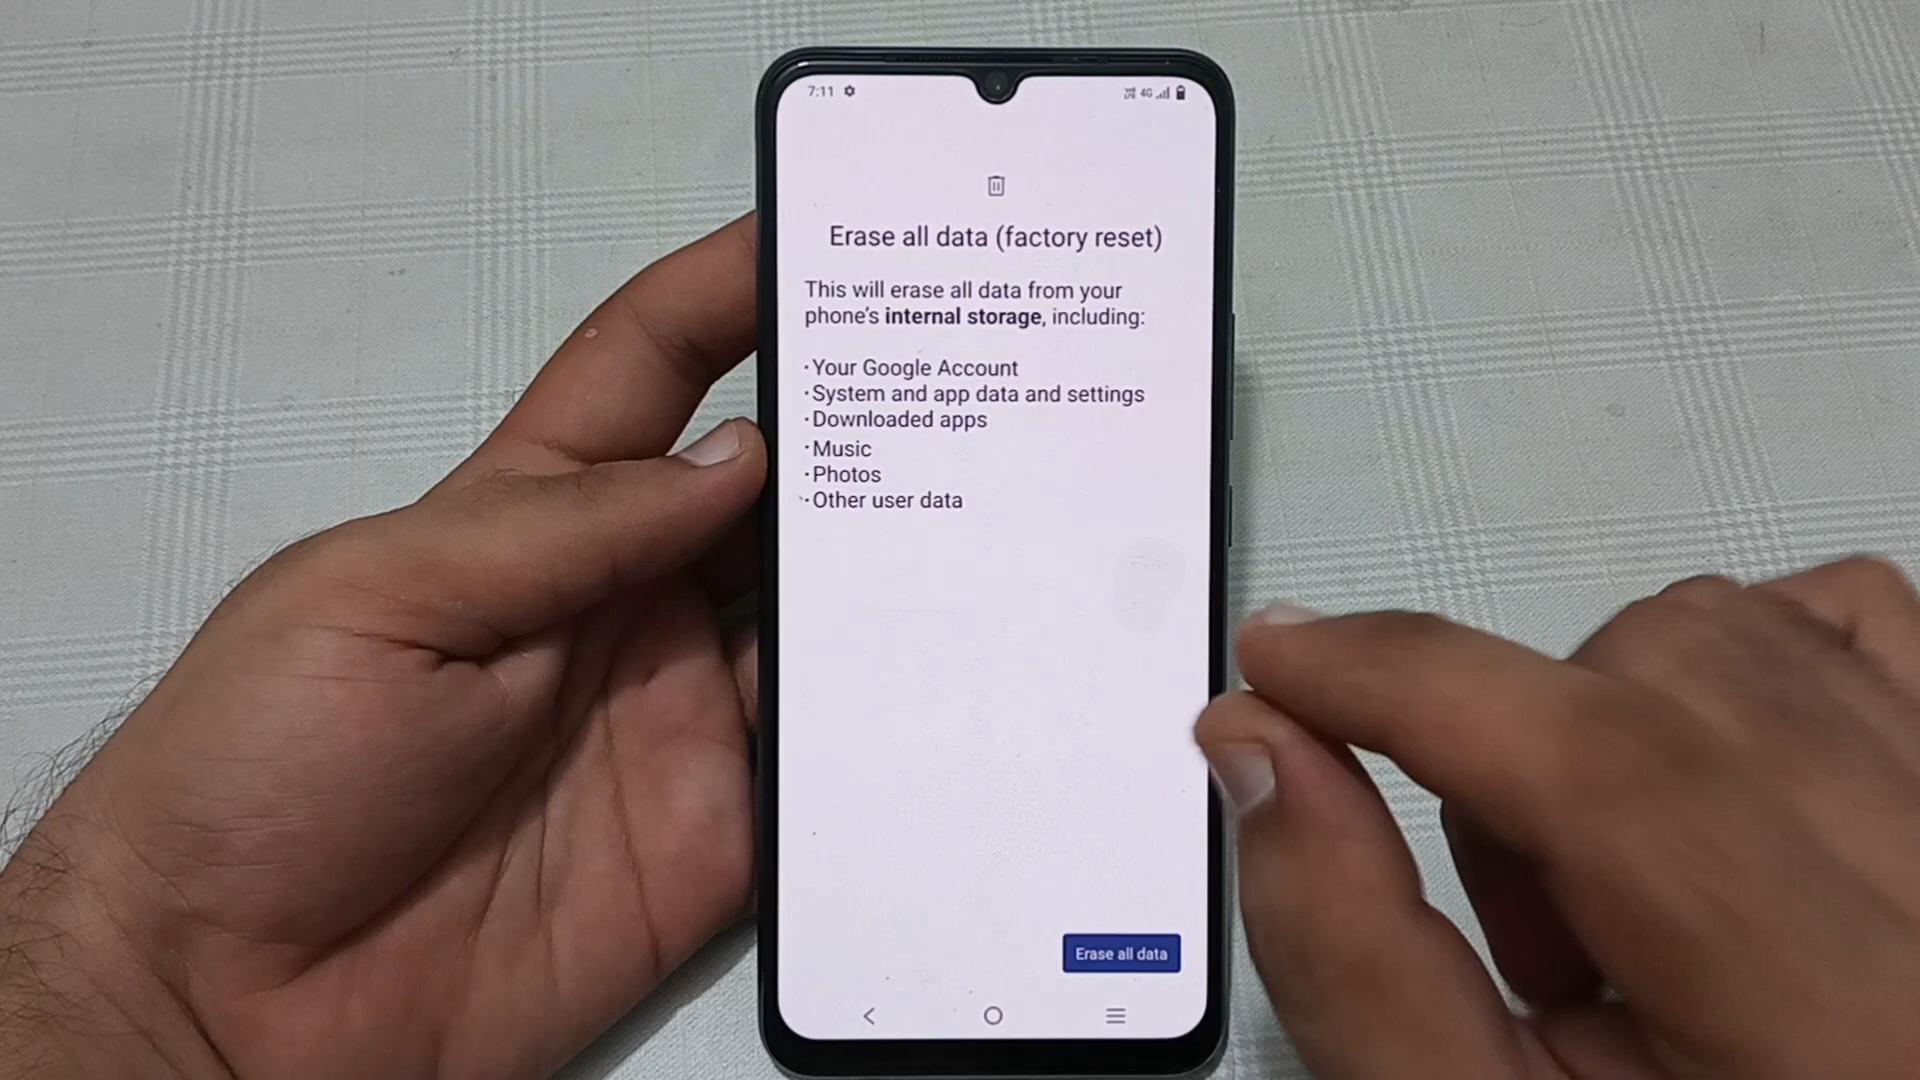 7:11
4G
Erase all data (factory reset)
This will erase all data from your
phone's internal storage, including:
·Your Google Account
·System and app data and settings
·Downloaded apps
·Music
·Photos
·Other user data
Erase all data